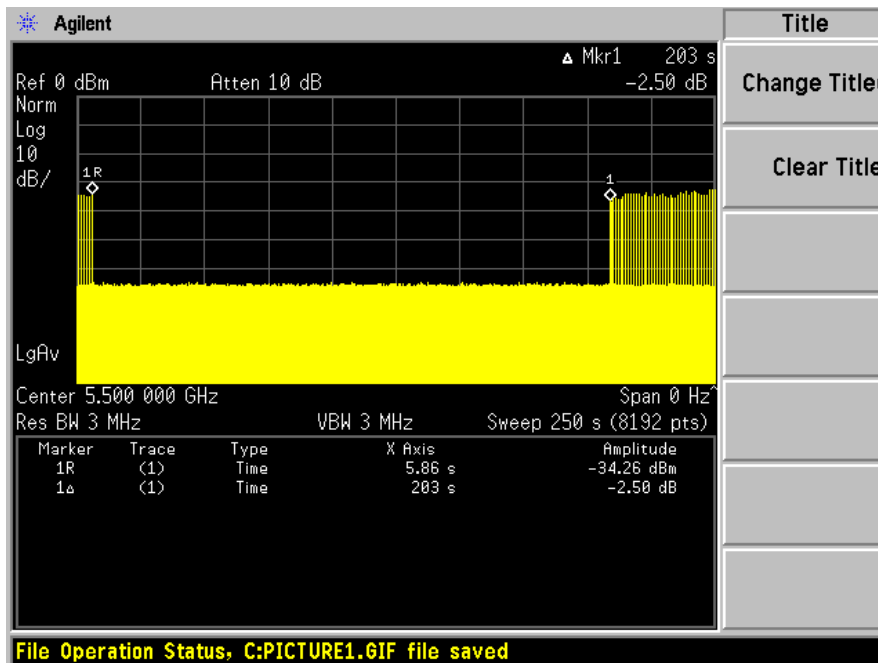 Agilent
Title
Δ Mkr1 203 s
Ref 0 dBm Atten 10 dB -2.50 dB
Norm
Log
10
dB/
1R
1
LgAv
Center 5.500 000 GHz Span 0 Hz^
Res BW 3 MHz VBW 3 MHz Sweep 250 s (8192 pts)
Marker Trace Type X Axis Amplitude
1R (1) Time 5.86 s -34.26 dBm
1Δ (1) Time 203 s -2.50 dB
Change Title
Clear Title
File Operation Status, C:PICTURE1.GIF file saved